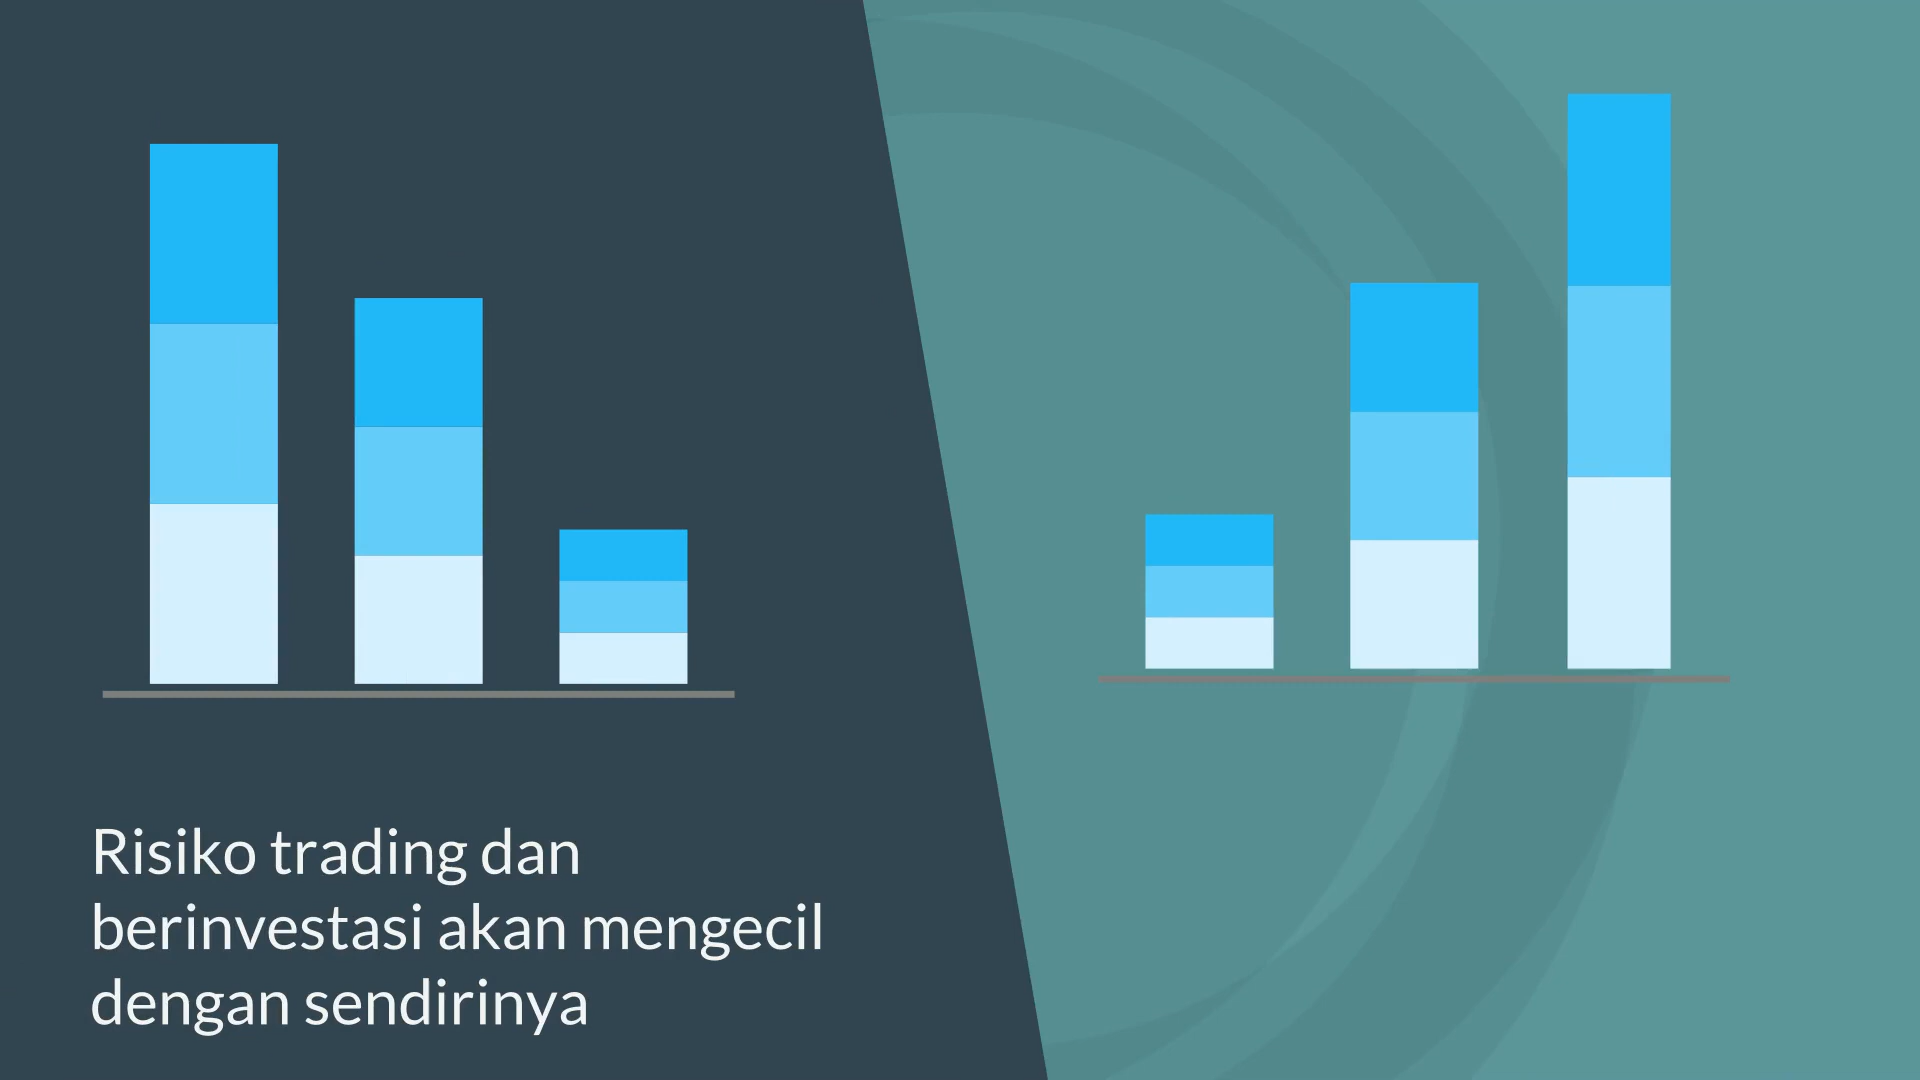 Risiko trading dan
berinvestasi akan mengecil
dengan sendirinya